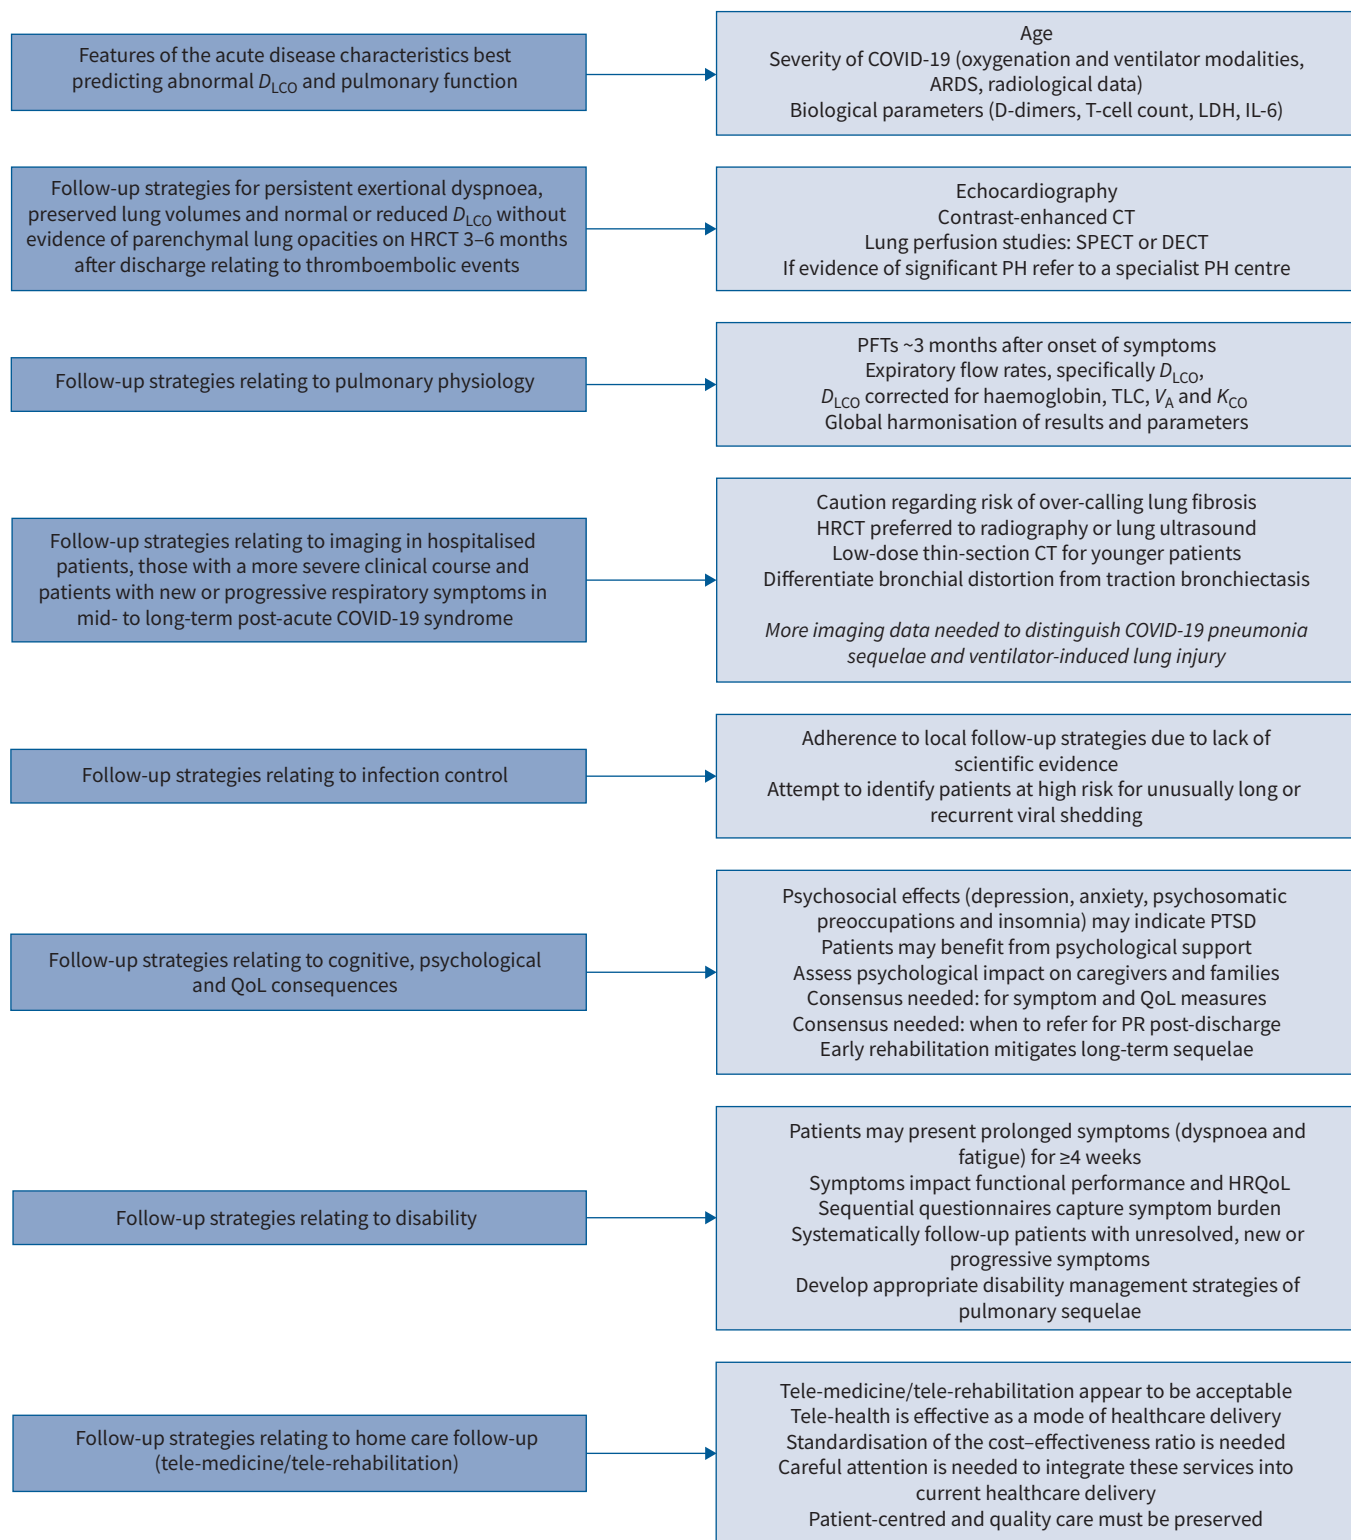 Features of the acute disease characteristics best
predicting abnormal DLCO and pulmonary function
Age
Severity of COVID-19 (oxygenation and ventilator modalities,
ARDS, radiological data)
Biological parameters (D-dimers, T-cell count, LDH, IL-6)
Follow-up strategies for persistent exertional dyspnoea,
preserved lung volumes and normal or reduced DLCO without
evidence of parenchymal lung opacities on HRCT 3–6 months
after discharge relating to thromboembolic events
Echocardiography
Contrast-enhanced CT
Lung perfusion studies: SPECT or DECT
If evidence of significant PH refer to a specialist PH centre
Follow-up strategies relating to pulmonary physiology
PFTs ~3 months after onset of symptoms
Expiratory flow rates, specifically DLCO,
DLCO corrected for haemoglobin, TLC, VA and KCO
Global harmonisation of results and parameters
Follow-up strategies relating to imaging in hospitalised
patients, those with a more severe clinical course and
patients with new or progressive respiratory symptoms in
mid- to long-term post-acute COVID-19 syndrome
Caution regarding risk of over-calling lung fibrosis
HRCT preferred to radiography or lung ultrasound
Low-dose thin-section CT for younger patients
Differentiate bronchial distortion from traction bronchiectasis
More imaging data needed to distinguish COVID-19 pneumonia
sequelae and ventilator-induced lung injury
Follow-up strategies relating to infection control
Adherence to local follow-up strategies due to lack of
scientific evidence
Attempt to identify patients at high risk for unusually long or
recurrent viral shedding
Follow-up strategies relating to cognitive, psychological
and QoL consequences
Psychosocial effects (depression, anxiety, psychosomatic
preoccupations and insomnia) may indicate PTSD
Patients may benefit from psychological support
Assess psychological impact on caregivers and families
Consensus needed: for symptom and QoL measures
Consensus needed: when to refer for PR post-discharge
Early rehabilitation mitigates long-term sequelae
Follow-up strategies relating to disability
Patients may present prolonged symptoms (dyspnoea and
fatigue) for ≥4 weeks
Symptoms impact functional performance and HRQoL
Sequential questionnaires capture symptom burden
Systematically follow-up patients with unresolved, new or
progressive symptoms
Develop appropriate disability management strategies of
pulmonary sequelae
Follow-up strategies relating to home care follow-up
(tele-medicine/tele-rehabilitation)
Tele-medicine/tele-rehabilitation appear to be acceptable
Tele-health is effective as a mode of healthcare delivery
Standardisation of the cost–effectiveness ratio is needed
Careful attention is needed to integrate these services into
current healthcare delivery
Patient-centred and quality care must be preserved